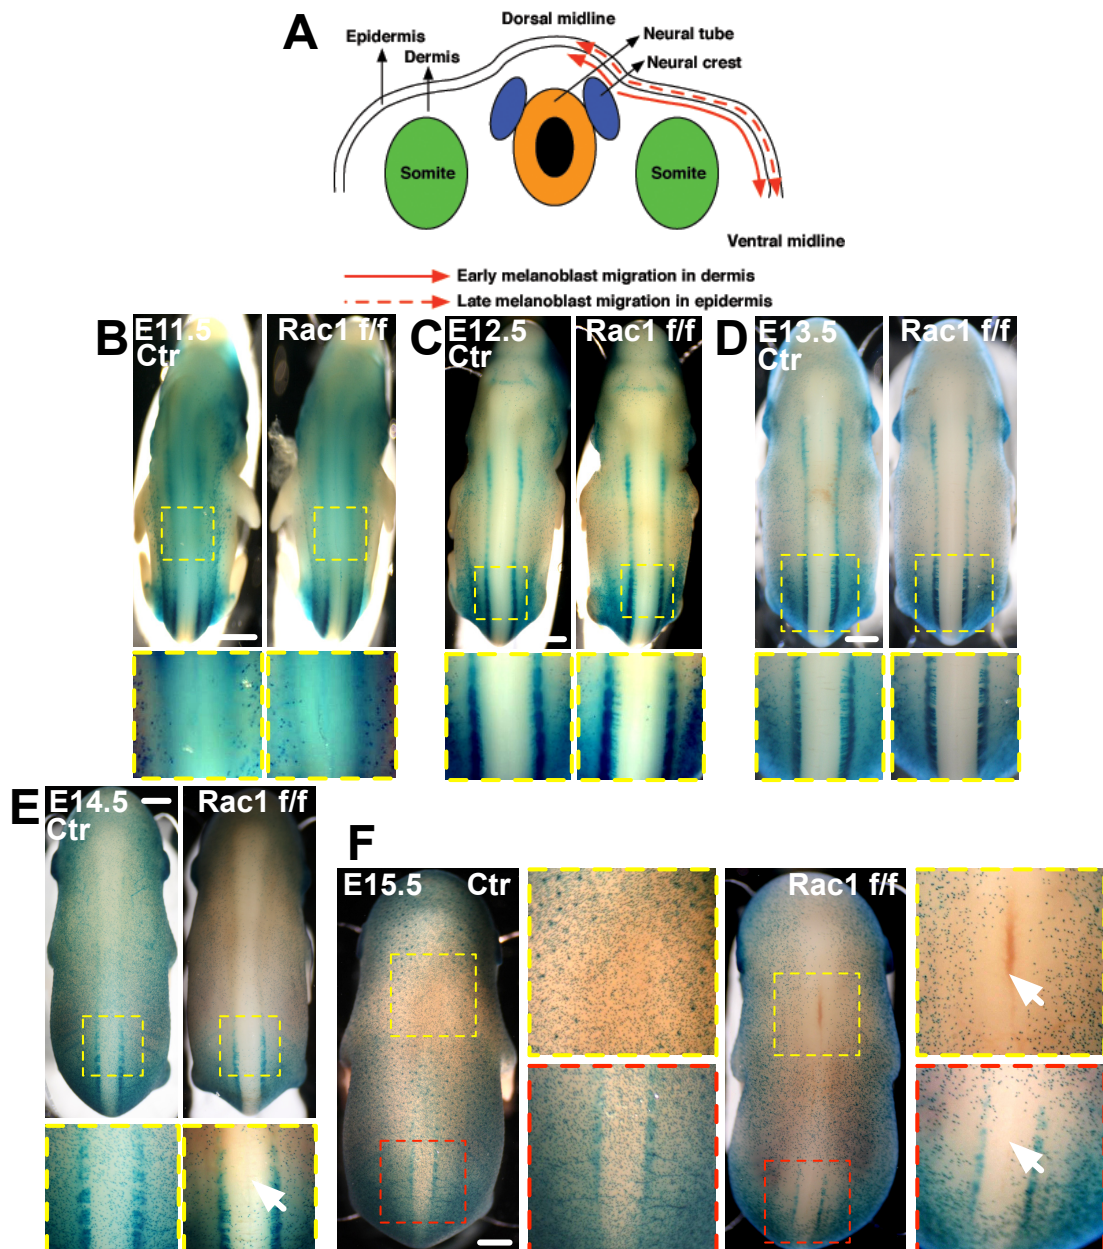 A
Dorsal midline
Epidermis
Neural tube
Dermis
Neural crest
Somite
Somite
Ventral midline
Early melanoblast migration in dermis
Late melanoblast migration in epidermis
B
E11.5
Ctr
Rac1 f/f
C
E12.5
Ctr
Rac1 f/f
D
E13.5
Ctr
Rac1 f/f
E
E14.5
Ctr
Rac1 f/f
F
E15.5
Ctr
Rac1 f/f